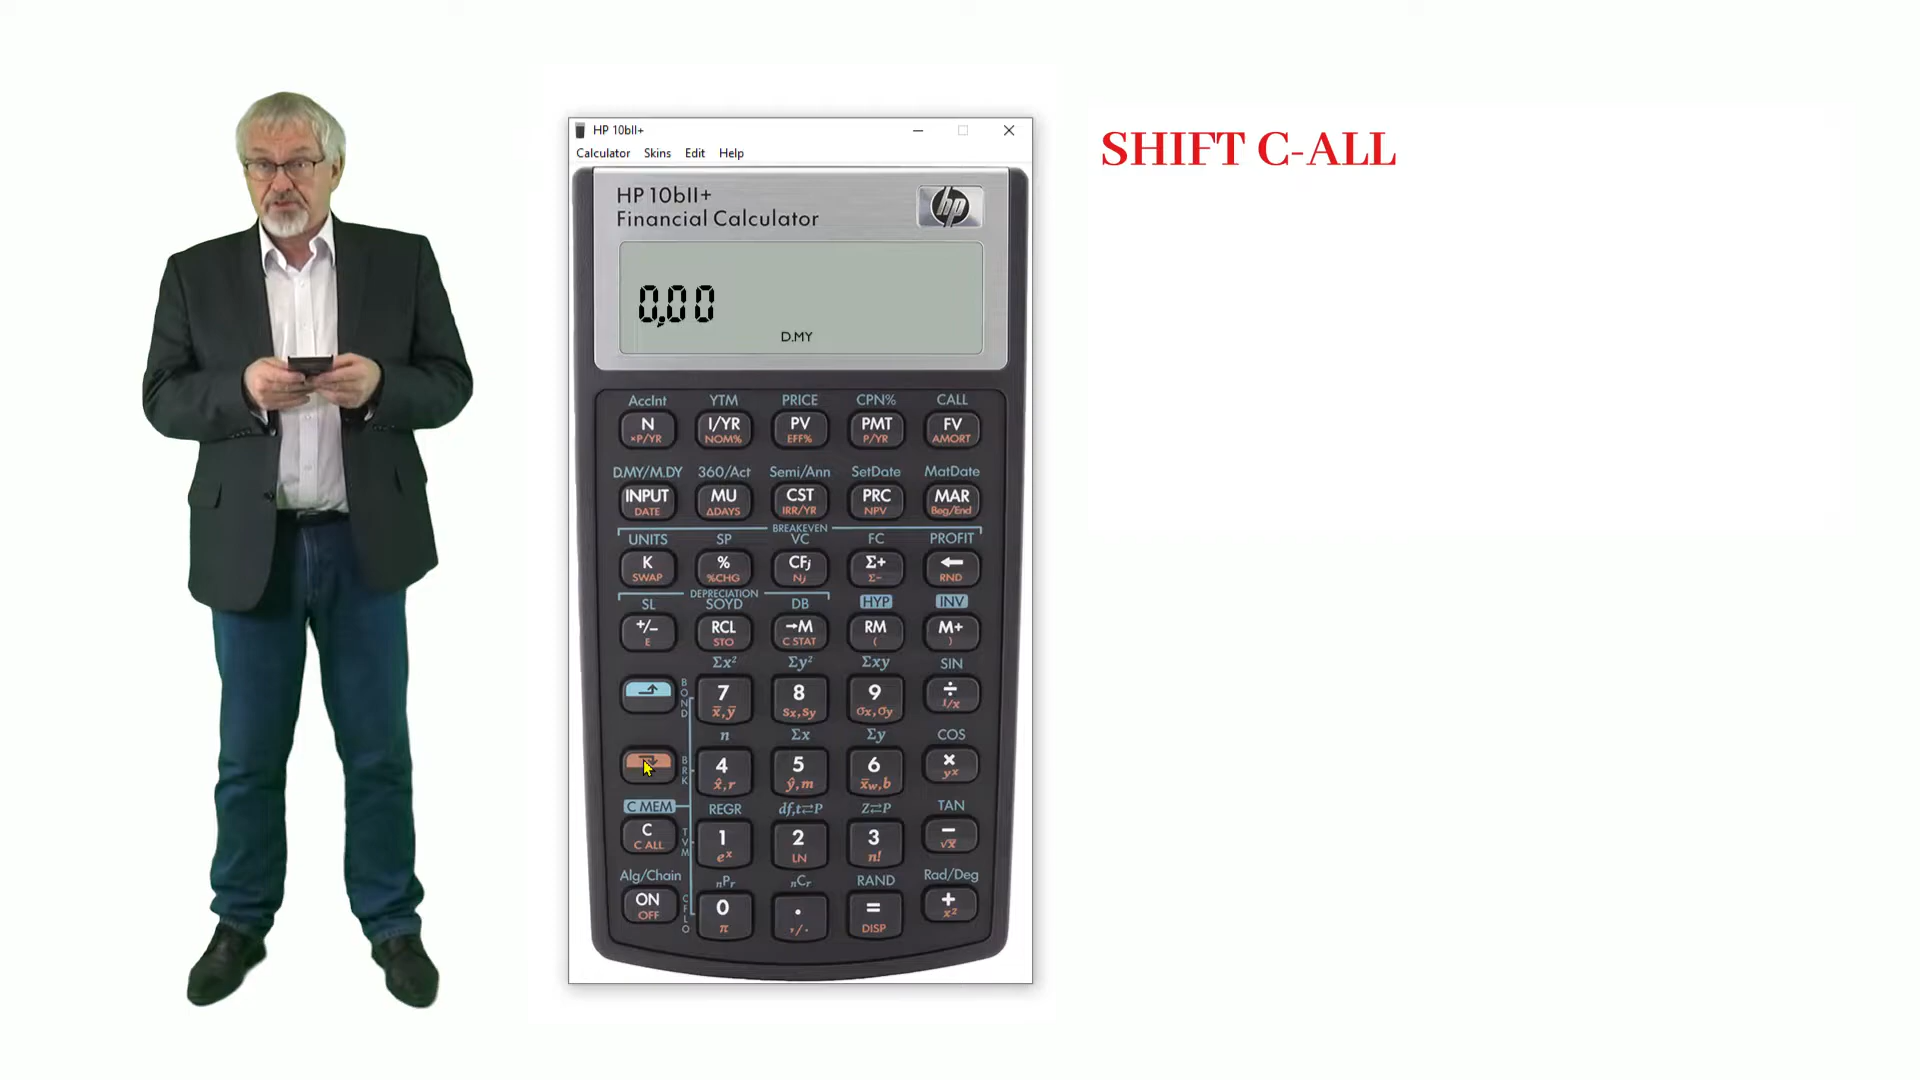 HP 10bII+
SHIFT C-ALL
Calculator Skins Edit Help
HP 10bII+
Financial Calculator
hp
0,00
D.MY
AccInt YTM PRICE CPN% CALL
N I/YR PV PMT FV
×P/YR NOM% EFF% P/YR AMORT
D.MY/M.DY 360/Act Semi/Ann SetDate MatDate
INPUT MU CST PRC MAR
DATE ΔDAYS IRR/YR NPV Beg/End
BREAKEVEN
UNITS SP VC FC PROFIT
K % CFj Σ+ ←
SWAP %CHG Nj Σ− RND
DEPRECIATION
SL SOYD DB HYP INV
+/− RCL →M RM M+
E STO C STAT ( )
Σx² Σy² Σxy SIN
BOND
7 8 9 ÷
x̄,ȳ sx,sy σx,σy 1/x
n Σx Σy COS
BRK
4 5 6 ×
x̂,r ŷ,m x̄w,b yˣ
C MEM REGR df,t⇄P Z⇄P TAN
TVM
C 1 2 3 −
C ALL eˣ LN n! √x
Alg/Chain nPr nCr RAND Rad/Deg
CFLO
ON 0 . = +
OFF π ,/. DISP x²